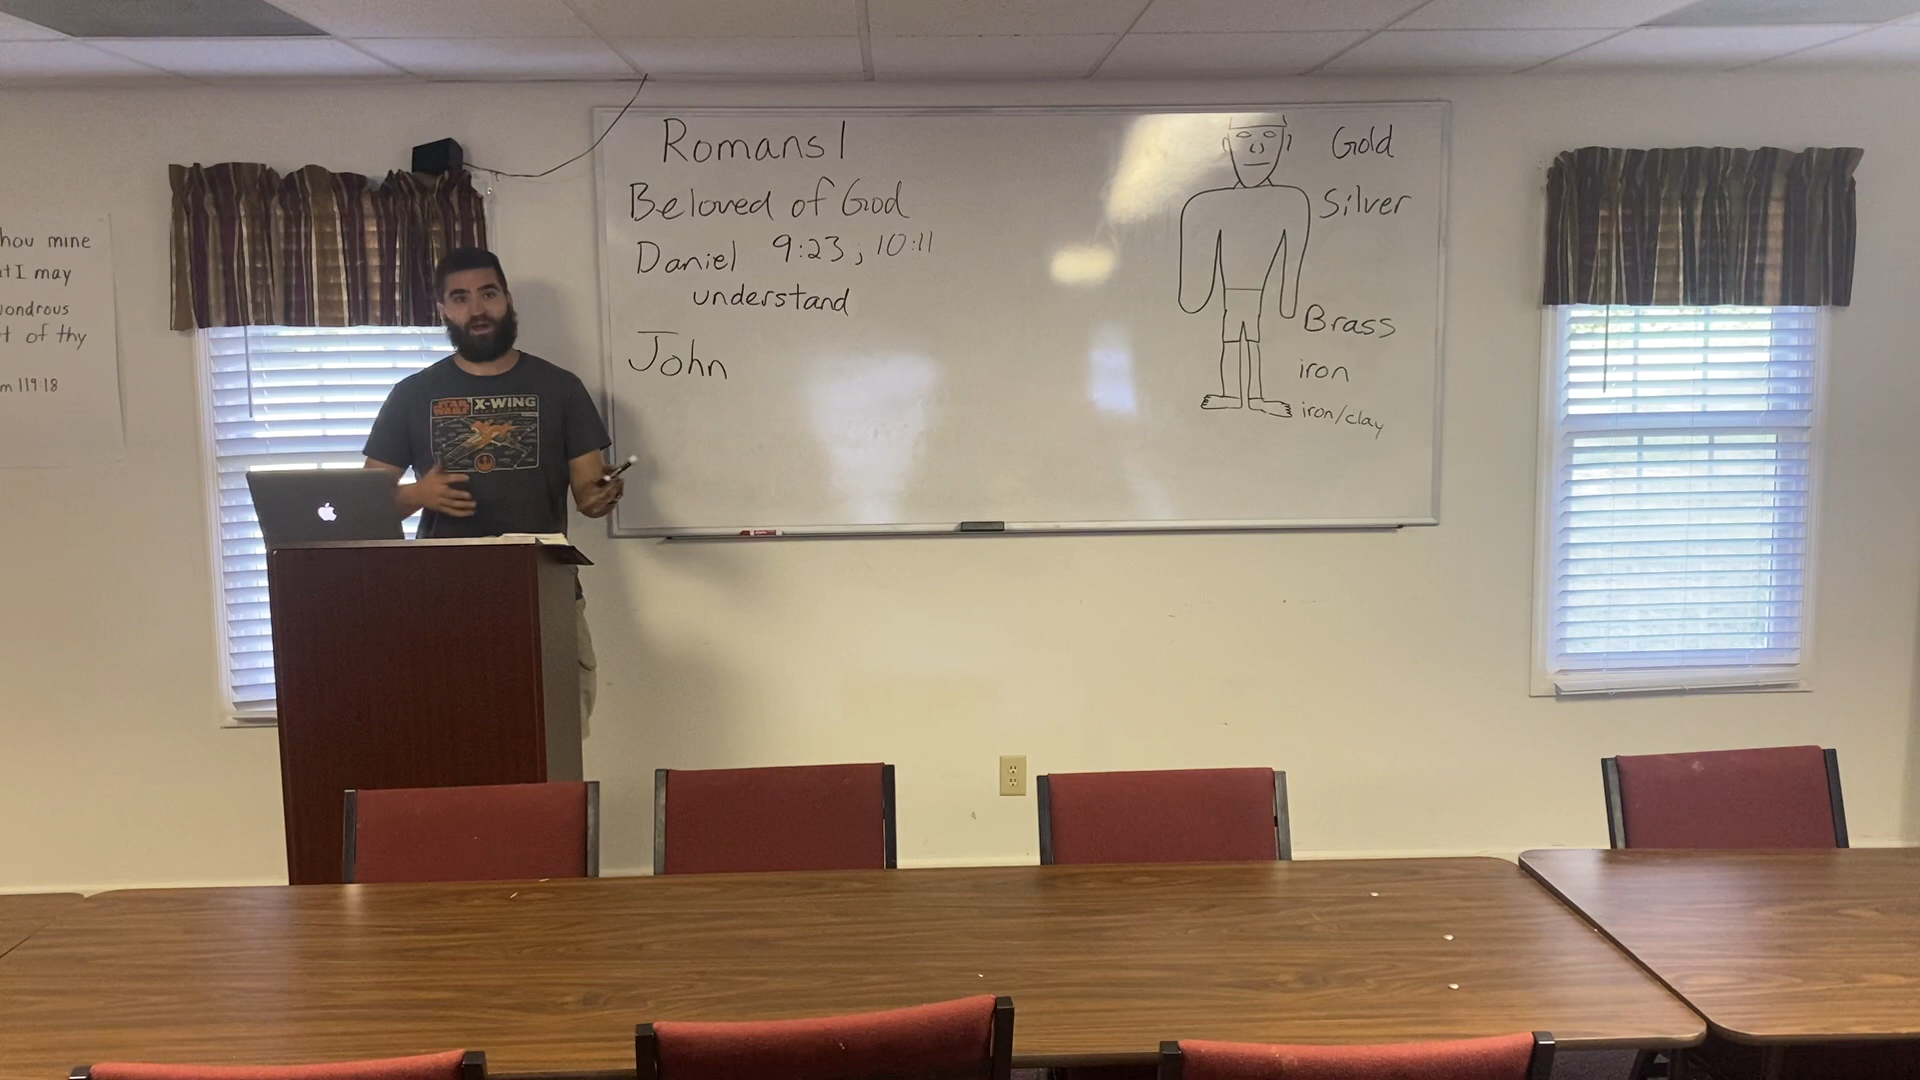 hou mine
t I may
wondrous
t of thy
m 119:18
STAR WARS X-WING
Romans 1
Beloved of God
Daniel 9:23; 10:11
understand
John
Gold
Silver
Brass
iron
iron/clay